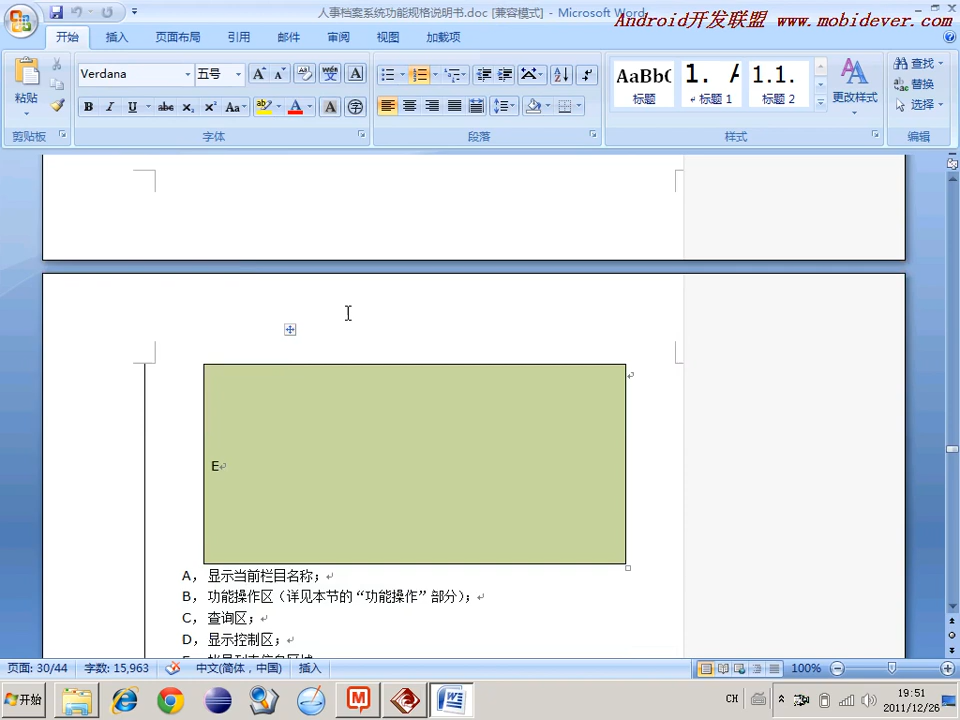 人事档案系统功能规格说明书.doc [兼容模式] - Microsoft Word
Android开发联盟 www.mobidever.com
开始 插入 页面布局 引用 邮件 审阅 视图 加载项
粘贴
Verdana 五号
AaBbC 1. A 1.1.
标题 标题 1 标题 2
更改样式
查找
替换
选择
剪贴板 字体 段落 样式 编辑
E
A， 显示当前栏目名称；
B， 功能操作区（详见本节的“功能操作”部分）；
C， 查询区；
D， 显示控制区；
页面: 30/44 字数: 15,963 中文(简体，中国) 插入 100%
开始 CH 19:51
2011/12/26